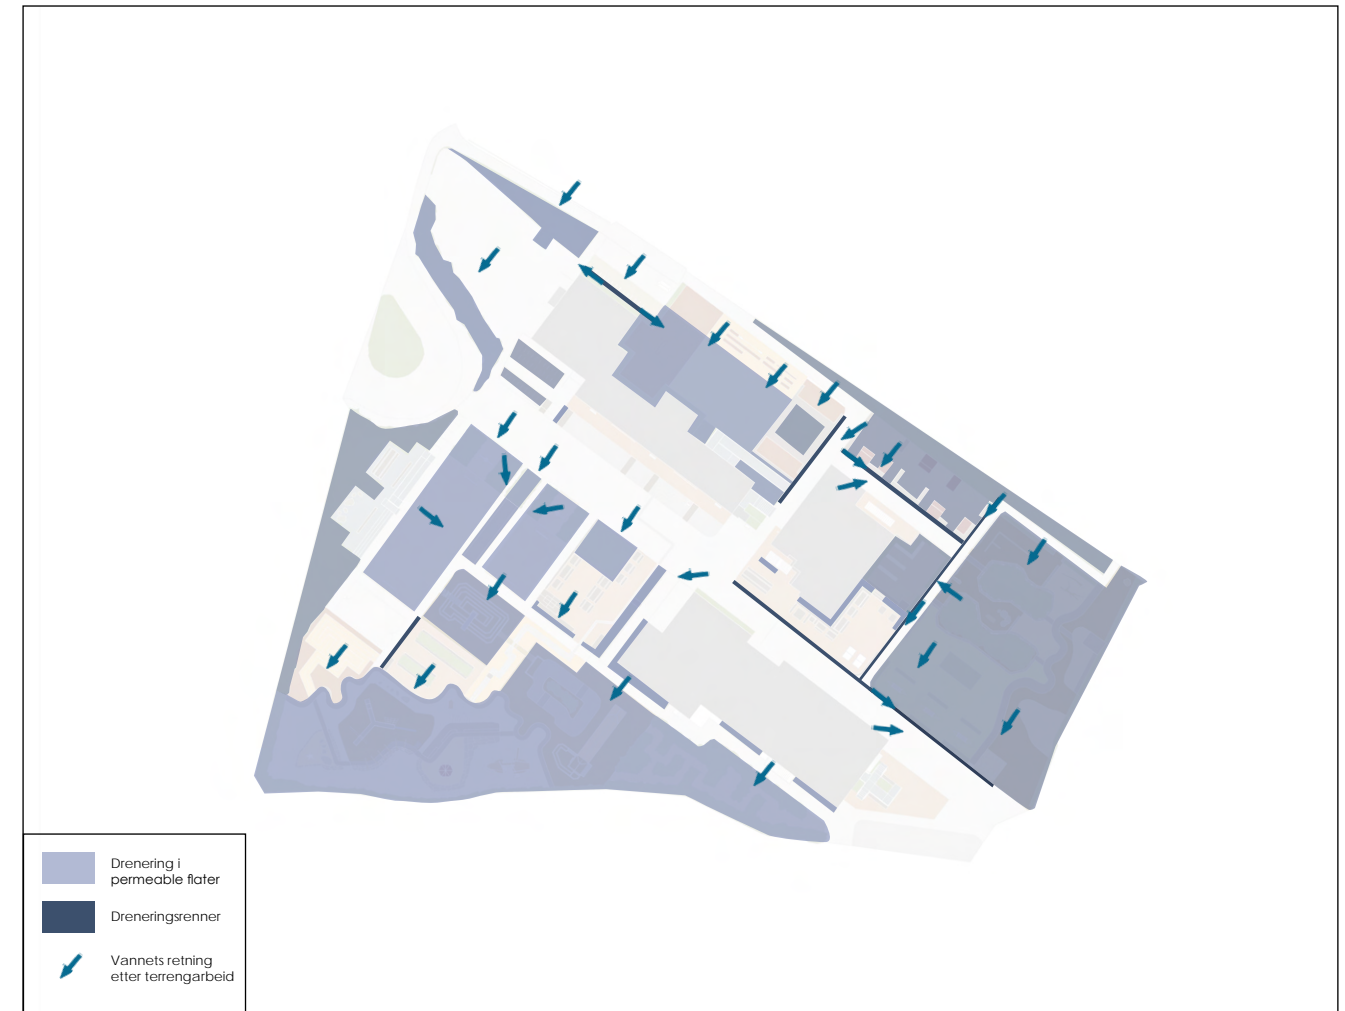 Drenering i
permeable flater
Dreneringsrenner
Vannets retning
etter terrengarbeid